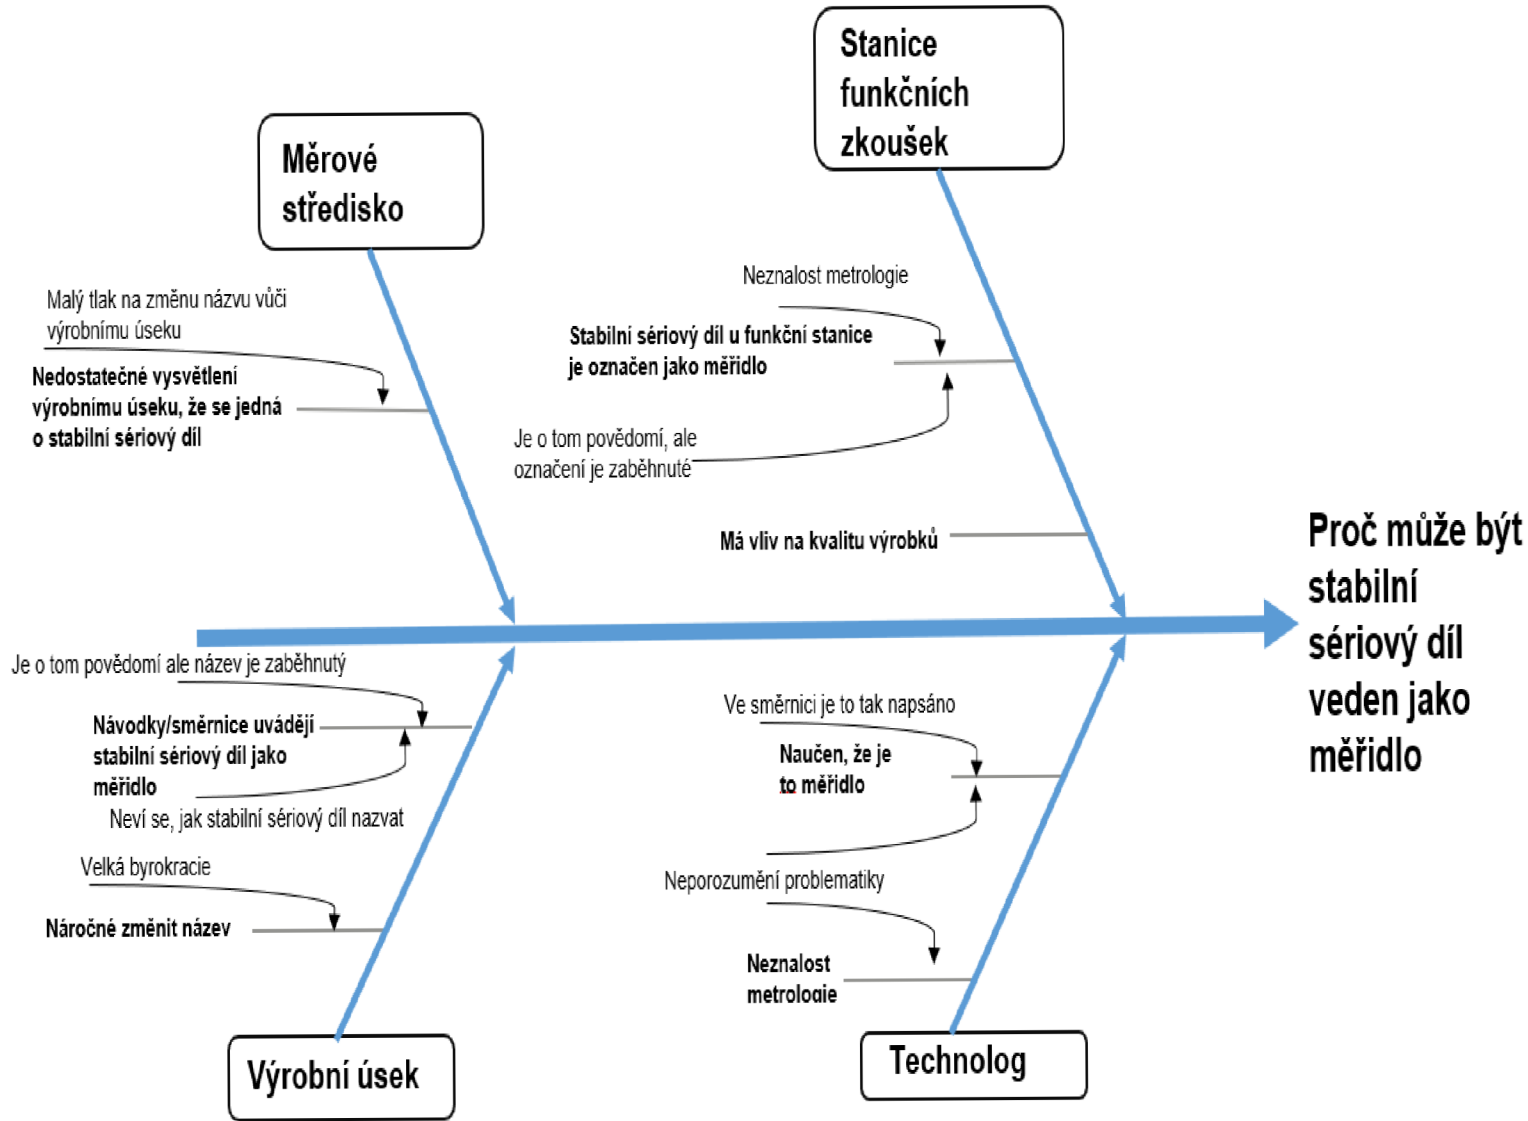 Stanice
funkčních
zkoušek
Měrové
středisko
Neznalost metrologie
Malý tlak na změnu názvu vůči
výrobnímu úseku
Stabilní sériový díl u funkční stanice
je označen jako měřidlo
Nedostatečné vysvětlení
výrobnímu úseku, že se jedná
o stabilní sériový díl
Je o tom povědomí, ale
označení je zaběhnuté
Má vliv na kvalitu výrobků
Proč může být
stabilní
sériový díl
veden jako
měřidlo
Je o tom povědomí ale název je zaběhnutý
Návodky/směrnice uvádějí
stabilní sériový díl jako
měřidlo
Neví se, jak stabilní sériový díl nazvat
Velká byrokracie
Náročné změnit název
Ve směrnici je to tak napsáno
Naučen, že je
to měřidlo
Neporozumění problematiky
Neznalost
metrologie
Výrobní úsek
Technolog